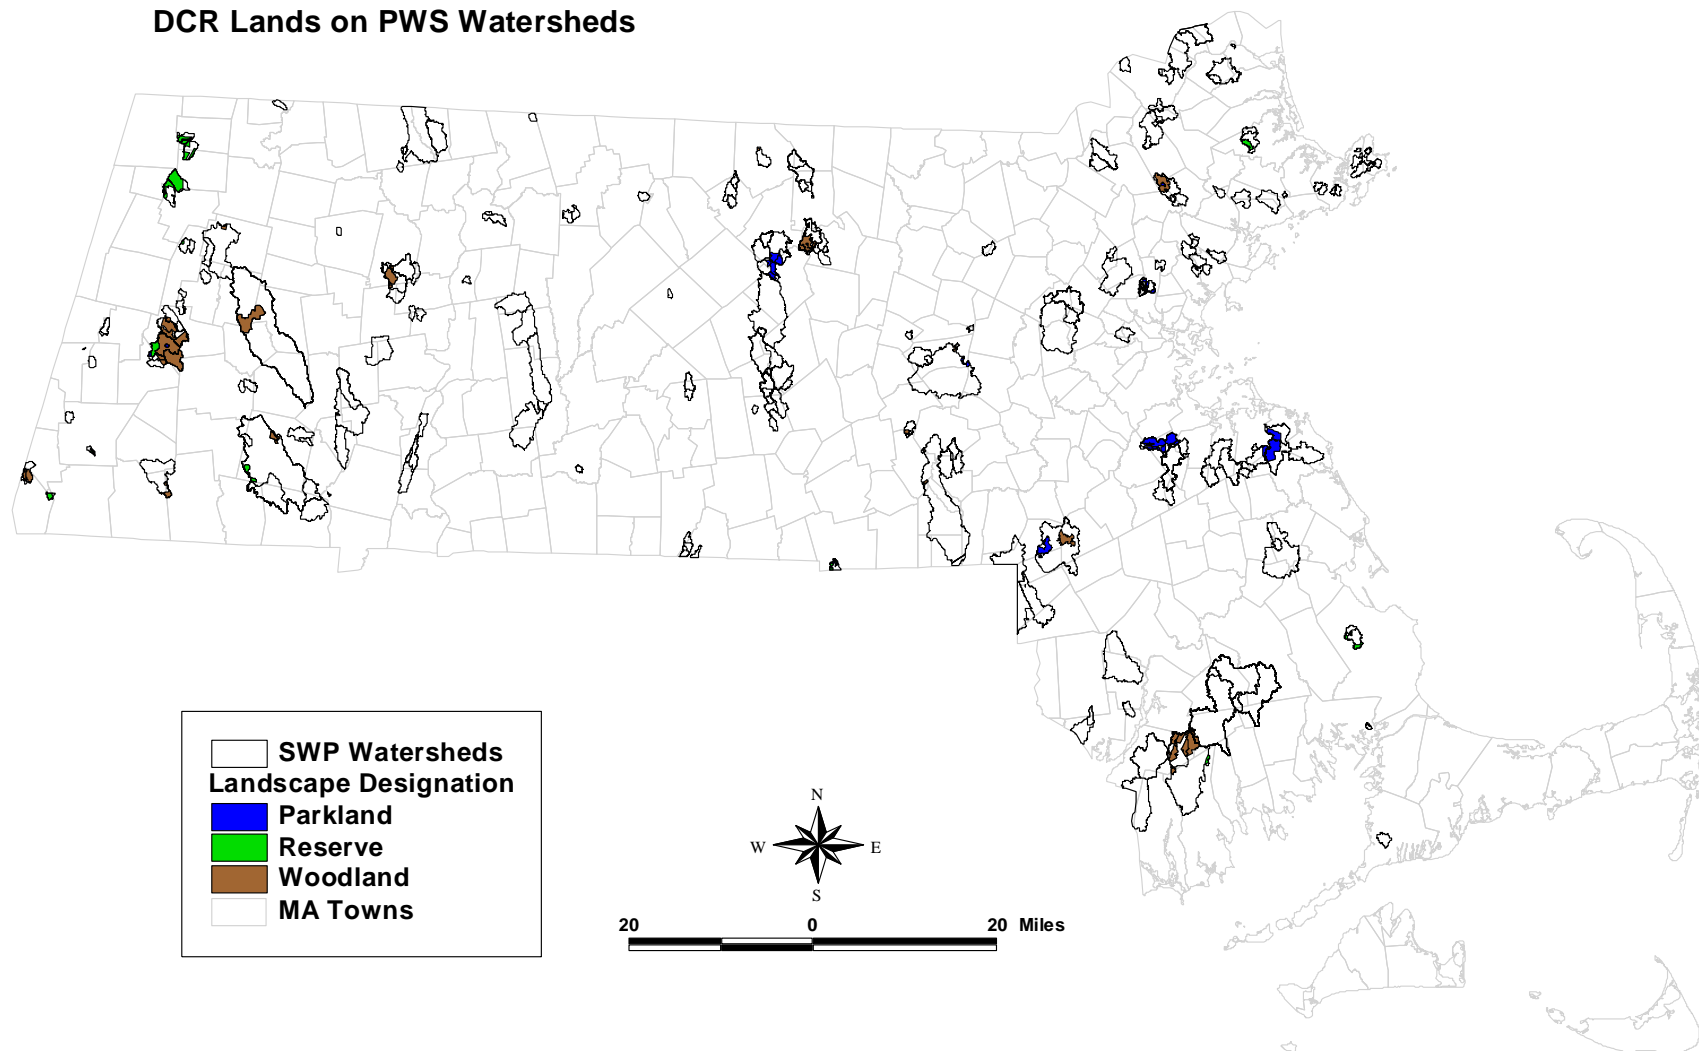 DCR Lands on PWS Watersheds
SWP Watersheds
Landscape Designation
Parkland
Reserve
Woodland
MA Towns
N
W E
S
20 0 20 Miles